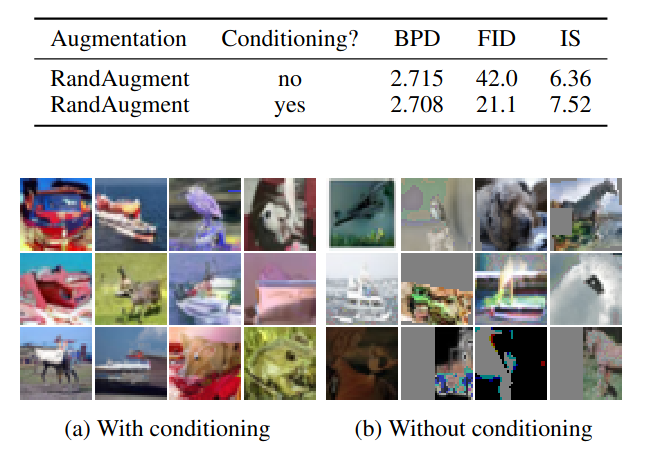 Augmentation Conditioning? BPD FID IS
RandAugment no 2.715 42.0 6.36
RandAugment yes 2.708 21.1 7.52
(a) With conditioning (b) Without conditioning